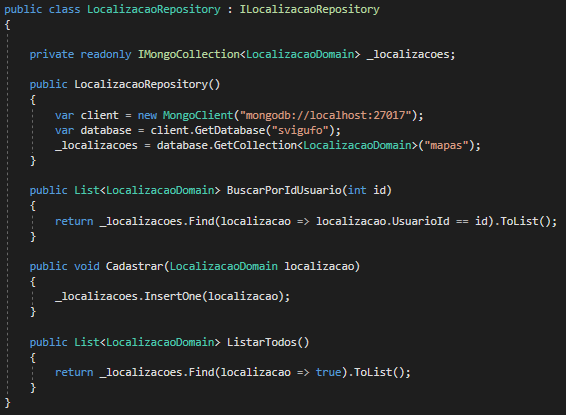 public class LocalizacaoRepository : ILocalizacaoRepository
{
private readonly IMongoCollection<LocalizacaoDomain> _localizacoes;
public LocalizacaoRepository()
{
var client = new MongoClient("mongodb://localhost:27017");
var database = client.GetDatabase("svigufo");
_localizacoes = database.GetCollection<LocalizacaoDomain>("mapas");
}
public List<LocalizacaoDomain> BuscarPorIdUsuario(int id)
{
return _localizacoes.Find(localizacao => localizacao.UsuarioId == id).ToList();
}
public void Cadastrar(LocalizacaoDomain localizacao)
{
_localizacoes.InsertOne(localizacao);
}
public List<LocalizacaoDomain> ListarTodos()
{
return _localizacoes.Find(localizacao => true).ToList();
}
}